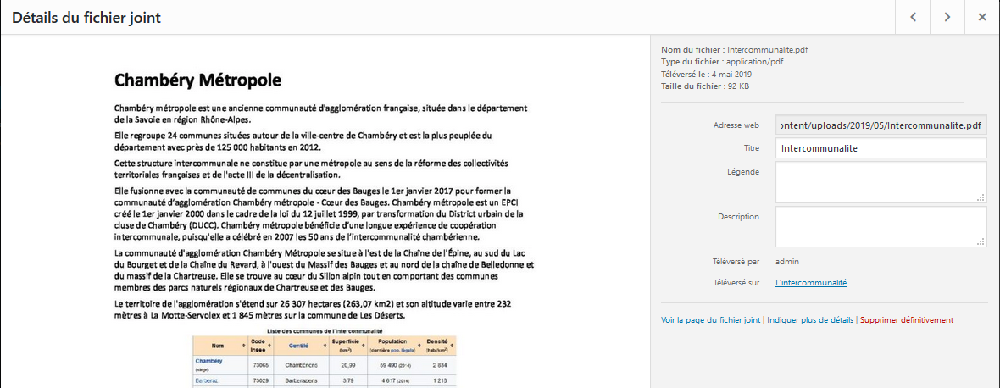 Détails du fichier joint
Chambéry Métropole
Chambéry métropole est une ancienne communauté d'agglomération française, située dans le département
de la Savoie en région Rhône-Alpes.
Elle regroupe 24 communes situées autour de la ville-centre de Chambéry et est la plus peuplée du
département avec près de 125 000 habitants en 2012.
Cette structure intercommunale ne constitue par une métropole au sens de la réforme des collectivités
territoriales françaises et de l'acte III de la décentralisation.
Elle fusionne avec la communauté de communes du cœur des Bauges le 1er janvier 2017 pour former la
communauté d'agglomération Chambéry métropole - Cœur des Bauges. Chambéry métropole est un EPCI
créé le 1er janvier 2000 dans le cadre de la loi du 12 juillet 1999, par transformation du District urbain de la
cluse de Chambéry (DUCC). Chambéry métropole bénéficie d'une longue expérience de coopération
intercommunale, puisqu'elle a célébré en 2007 les 50 ans de l'intercommunalité chambérienne.
La communauté d'agglomération Chambéry Métropole se situe à l'est de la Chaîne de l'Épine, au sud du Lac
du Bourget et de la Chaîne du Revard, à l'ouest du Massif des Bauges et au nord de la chaîne de Belledonne et
du massif de la Chartreuse. Elle se trouve au cœur du Sillon alpin tout en comportant des communes
membres des parcs naturels régionaux de Chartreuse et des Bauges.
Le territoire de l'agglomération s'étend sur 26 307 hectares (263,07 km2) et son altitude varie entre 232
mètres à La Motte-Servolex et 1 845 mètres sur la commune de Les Déserts.
Liste des communes de l'intercommunalité
Nom Code Insee Gentilé Superficie (km²) Population (dernière pop. légale) Densité (hab/km²)
Chambéry (siège) 73065 Chambériens 20,99 59 490 (2014) 2 834
Barberaz 73029 Barberaziens 3,79 4 617 (2014) 1 218
Nom du fichier : Intercommunalite.pdf
Type du fichier : application/pdf
Téléversé le : 4 mai 2019
Taille du fichier : 92 KB
Adresse web ontent/uploads/2019/05/Intercommunalite.pdf
Titre Intercommunalite
Légende
Description
Téléversé par admin
Téléversé sur L'intercommunalité
Voir la page du fichier joint | Indiquer plus de détails | Supprimer définitivement